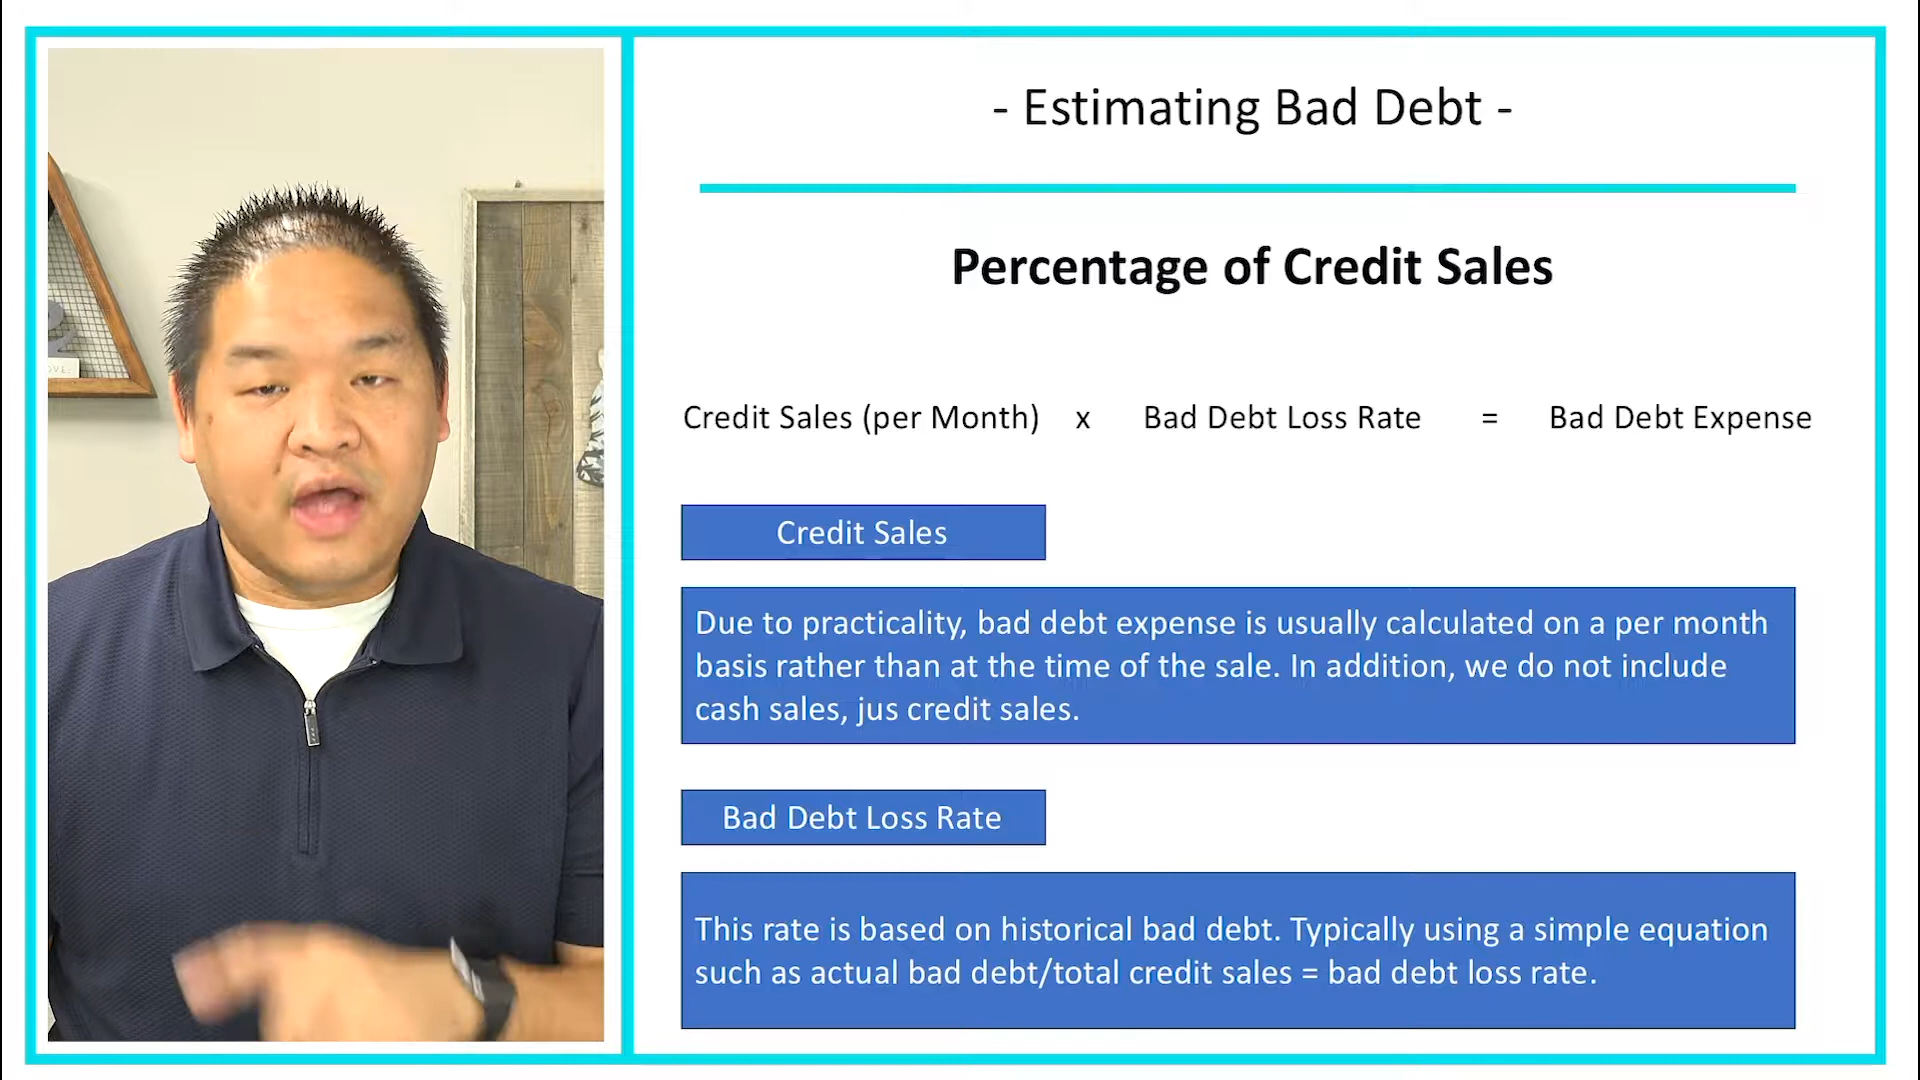 - Estimating Bad Debt -
Percentage of Credit Sales
Credit Sales (per Month) x Bad Debt Loss Rate = Bad Debt Expense
Credit Sales
Due to practicality, bad debt expense is usually calculated on a per month
basis rather than at the time of the sale. In addition, we do not include
cash sales, jus credit sales.
Bad Debt Loss Rate
This rate is based on historical bad debt. Typically using a simple equation
such as actual bad debt/total credit sales = bad debt loss rate.